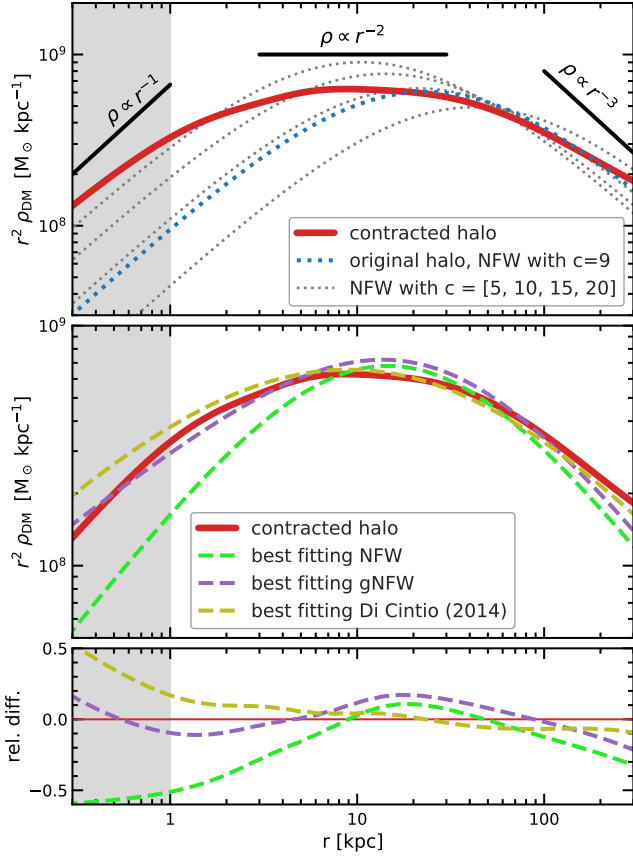 10⁹
10⁸
r² ρ_DM [M_⊙ kpc⁻¹]
ρ ∝ r⁻¹
ρ ∝ r⁻²
ρ ∝ r⁻³
contracted halo
original halo, NFW with c=9
NFW with c = [5, 10, 15, 20]
10⁹
10⁸
r² ρ_DM [M_⊙ kpc⁻¹]
contracted halo
best fitting NFW
best fitting gNFW
best fitting Di Cintio (2014)
0.5
0.0
−0.5
rel. diff.
1
10
100
r [kpc]